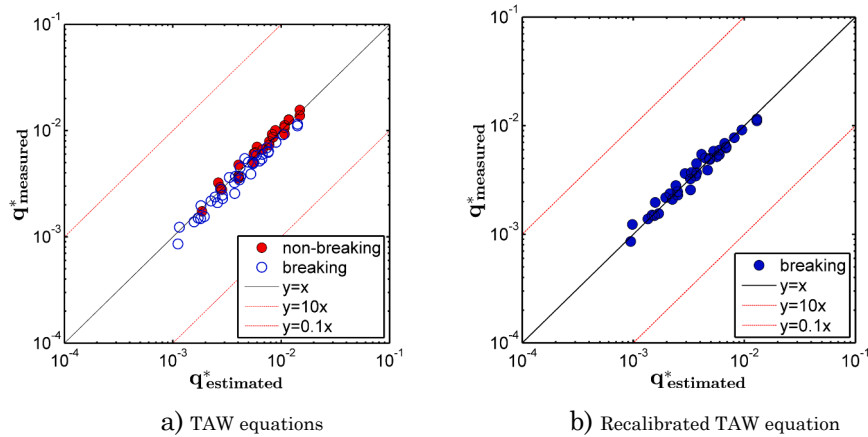 10⁻¹
10⁻²
10⁻³
10⁻⁴
q*measured
non-breaking
breaking
y=x
y=10x
y=0.1x
10⁻⁴ 10⁻³ 10⁻² 10⁻¹
q*estimated
a) TAW equations
10⁻¹
10⁻²
10⁻³
10⁻⁴
q*measured
breaking
y=x
y=10x
y=0.1x
10⁻⁴ 10⁻³ 10⁻² 10⁻¹
q*estimated
b) Recalibrated TAW equation